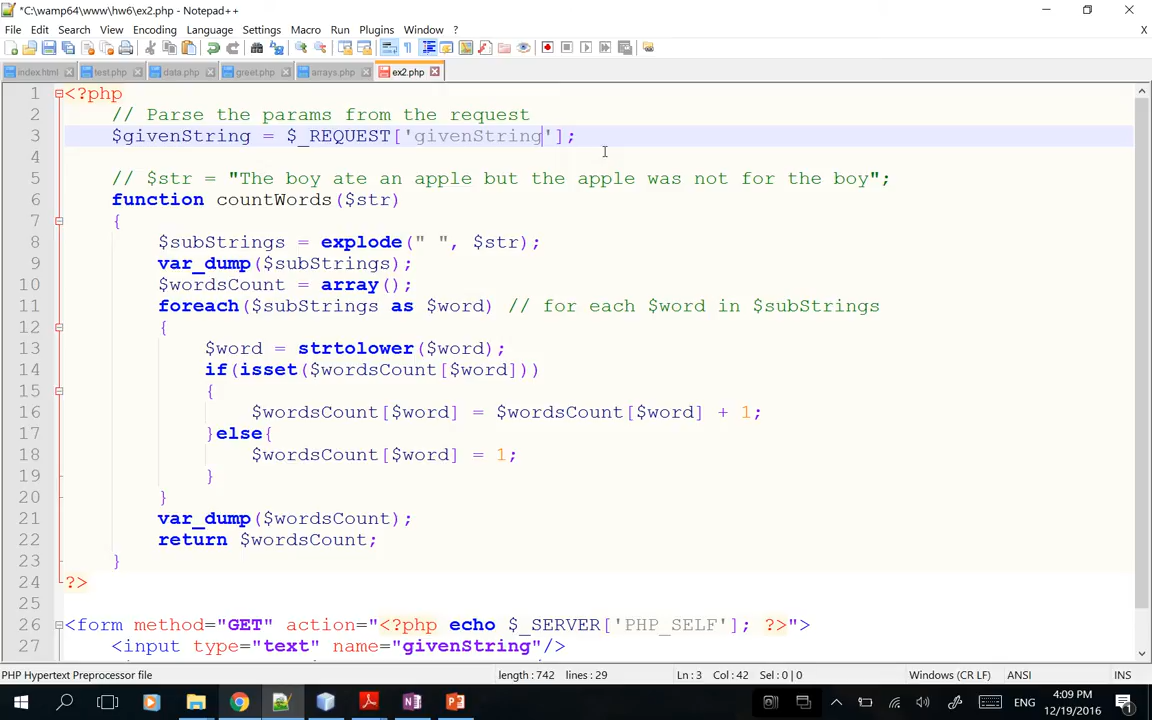 *C:\wamp64\www\hw6\ex2.php - Notepad++
File Edit Search View Encoding Language Settings Macro Run Plugins Window ? X
index.html test.php data.php greet.php arrays.php ex2.php
1 <?php
2 // Parse the params from the request
3 $givenString = $_REQUEST['givenString'];
4
5 // $str = "The boy ate an apple but the apple was not for the boy";
6 function countWords($str)
7 {
8 $subStrings = explode(" ", $str);
9 var_dump($subStrings);
10 $wordsCount = array();
11 foreach($subStrings as $word) // for each $word in $subStrings
12 {
13 $word = strtolower($word);
14 if(isset($wordsCount[$word]))
15 {
16 $wordsCount[$word] = $wordsCount[$word] + 1;
17 }else{
18 $wordsCount[$word] = 1;
19 }
20 }
21 var_dump($wordsCount);
22 return $wordsCount;
23 }
24 ?>
25
26 <form method="GET" action="<?php echo $_SERVER['PHP_SELF']; ?>">
27 <input type="text" name="givenString"/>
PHP Hypertext Preprocessor file length : 742 lines : 29 Ln : 3 Col : 42 Sel : 0 | 0 Windows (CR LF) ANSI INS
4:09 PM
12/19/2016